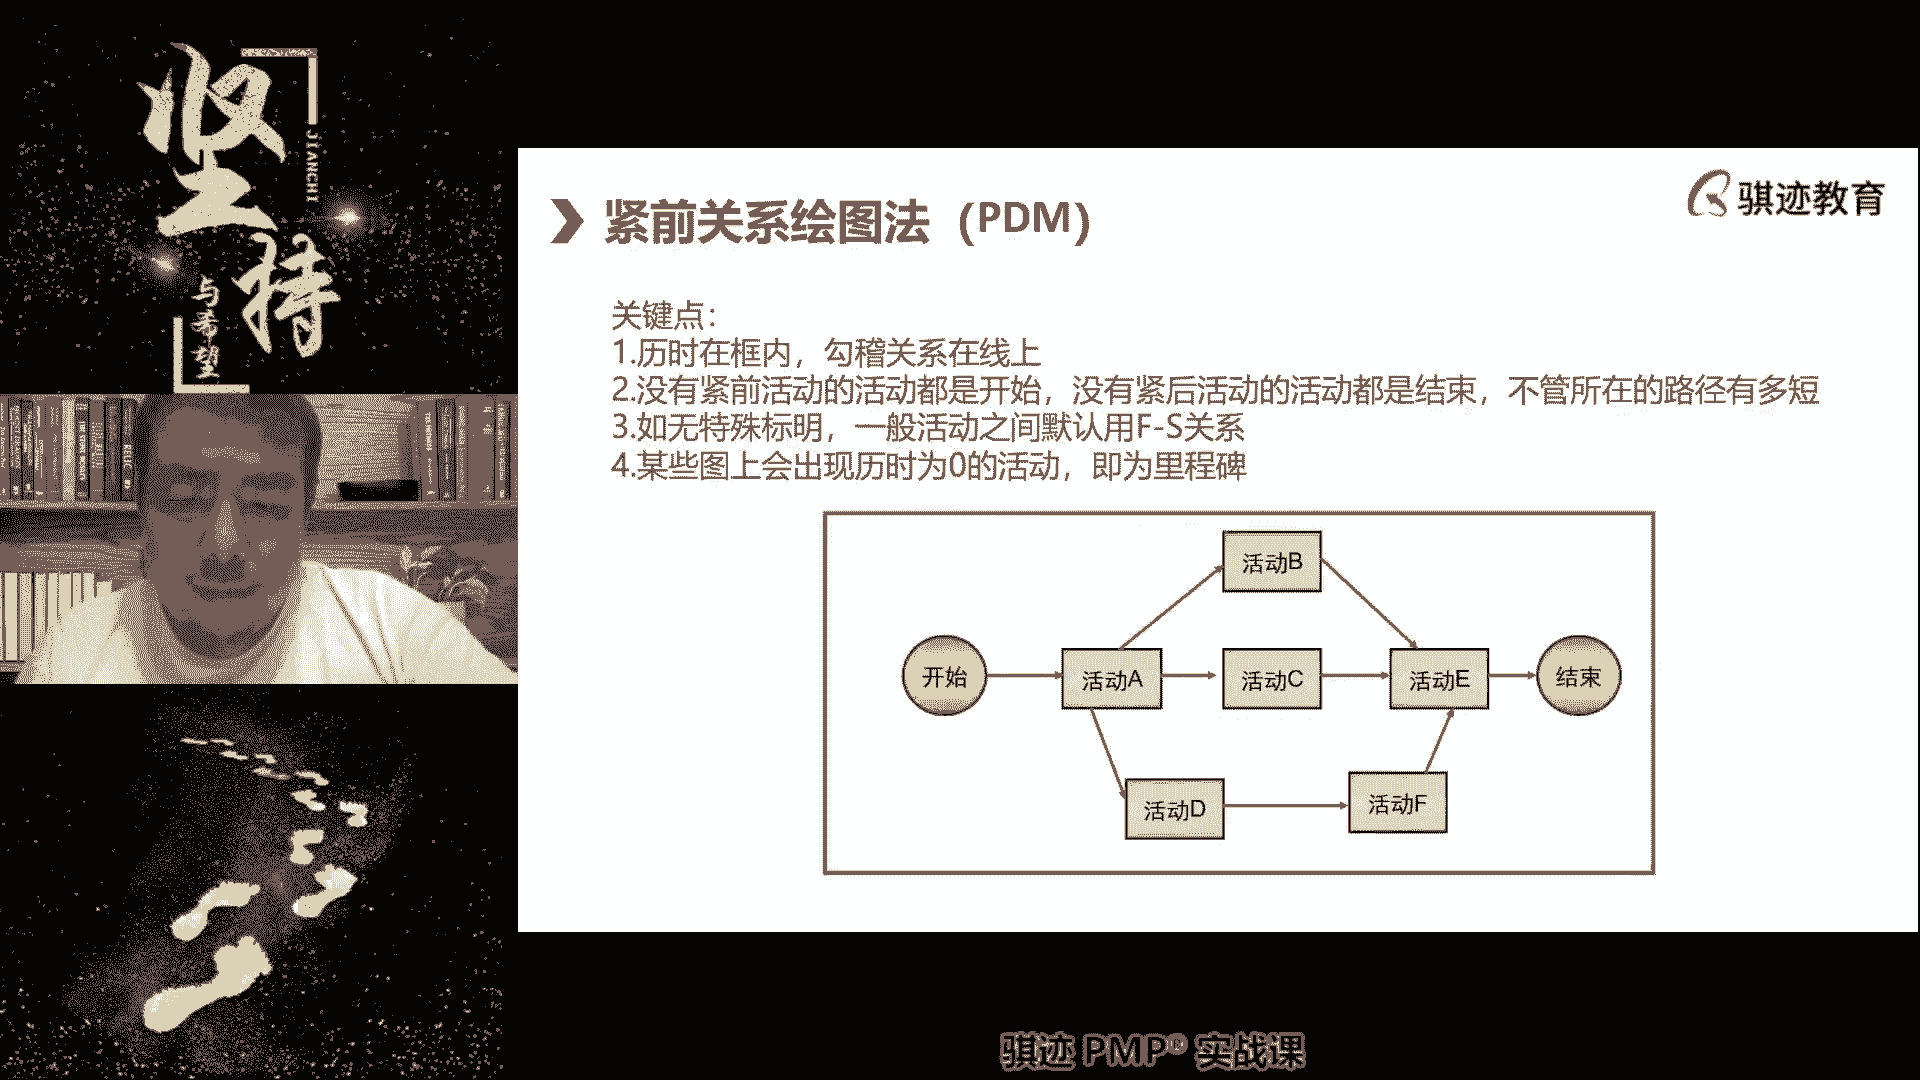 坚持
JIANCHI
与希望
骐迹教育
紧前关系绘图法（PDM）
关键点：
1.历时在框内，勾稽关系在线上
2.没有紧前活动的活动都是开始，没有紧后活动的活动都是结束，不管所在的路径有多短
3.如无特殊标明，一般活动之间默认用F-S关系
4.某些图上会出现历时为0的活动，即为里程碑
活动B
开始
活动A
活动C
活动E
结束
活动D
活动F
骐迹 PMP® 实战课